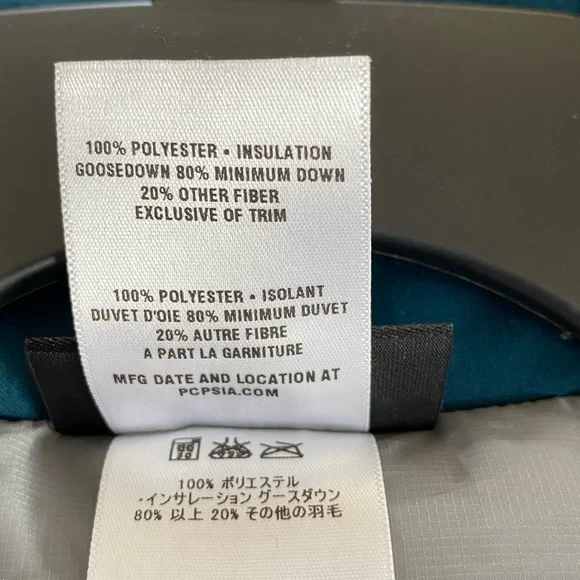 100% POLYESTER • INSULATION
GOOSEDOWN 80% MINIMUM DOWN
20% OTHER FIBER
EXCLUSIVE OF TRIM
100% POLYESTER • ISOLANT
DUVET D'OIE 80% MINIMUM DUVET
20% AUTRE FIBRE
A PART LA GARNITURE
MFG DATE AND LOCATION AT
PCPSIA.COM
100% ポリエステル
・インサレーション グースダウン
80% 以上 20% その他の羽毛